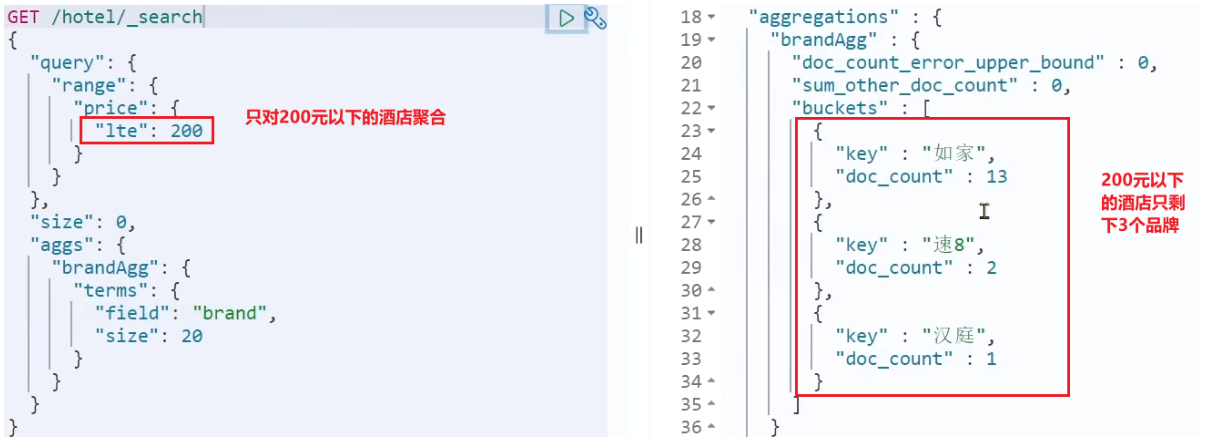 GET /hotel/_search
{
"query": {
"range": {
"price": {
"lte": 200
}
}
},
"size": 0,
"aggs": {
"brandAgg": {
"terms": {
"field": "brand",
"size": 20
}
}
}
}
只对200元以下的酒店聚合
18 "aggregations" : {
19 "brandAgg" : {
20 "doc_count_error_upper_bound" : 0,
21 "sum_other_doc_count" : 0,
22 "buckets" : [
23 {
24 "key" : "如家",
25 "doc_count" : 13
26 },
27 {
28 "key" : "速8",
29 "doc_count" : 2
30 },
31 {
32 "key" : "汉庭",
33 "doc_count" : 1
34 }
35 ]
36 }
200元以下
的酒店只剩
下3个品牌